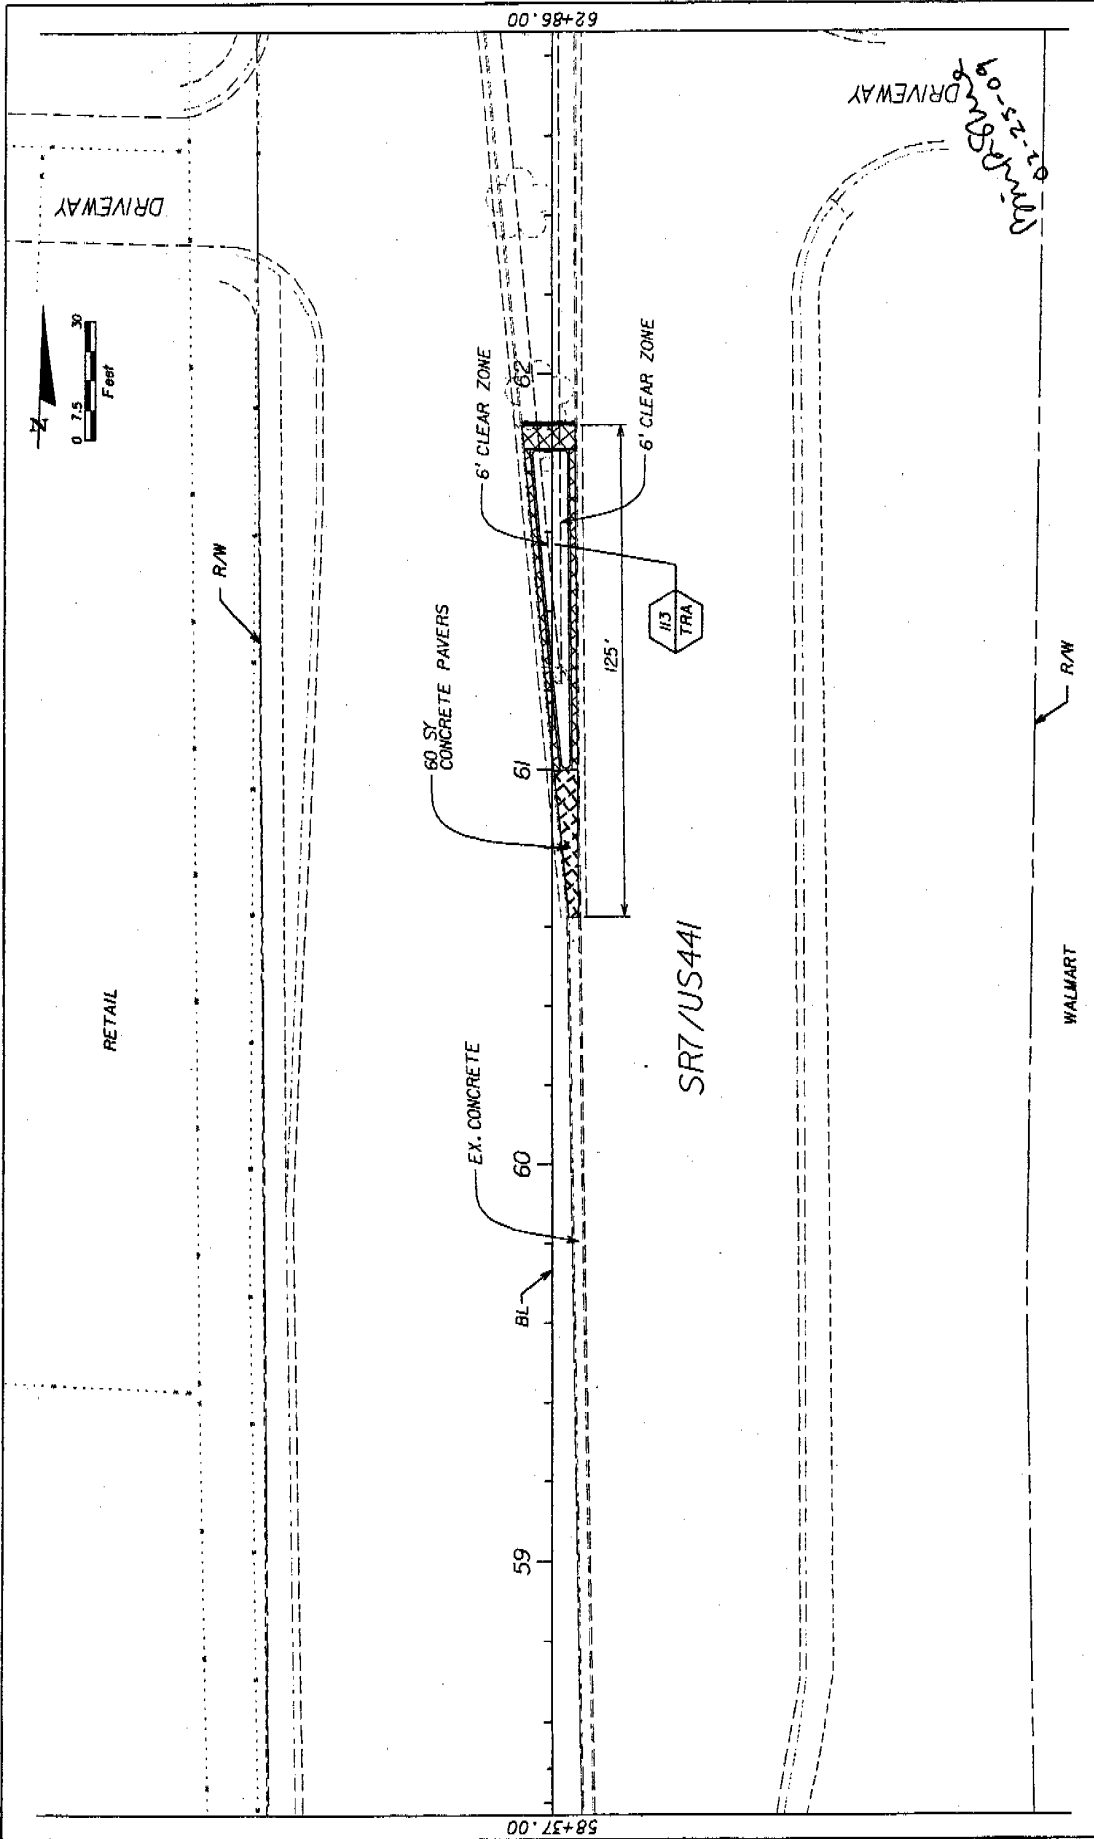 62+86.00
DRIVEWAY
DRIVEWAY
02-25-09
N
0 7.5 30
Feet
R/W
6' CLEAR ZONE
62
6' CLEAR ZONE
113
TRA
125'
60 SY
CONCRETE PAVERS
61
R/W
RETAIL
SR7/US441
WALMART
EX. CONCRETE
60
BL
59
58+37.00